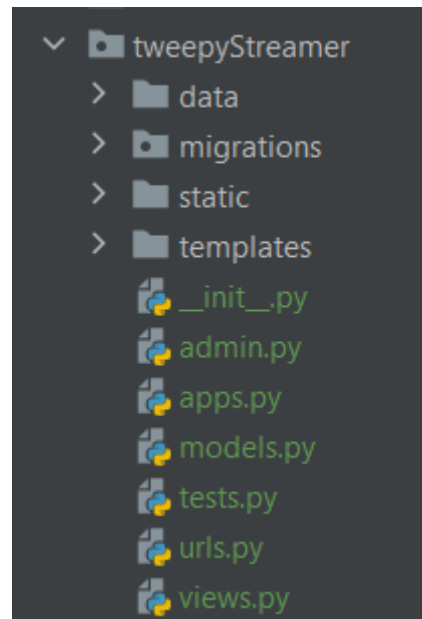 tweepyStreamer
data
migrations
static
templates
__init__.py
admin.py
apps.py
models.py
tests.py
urls.py
views.py